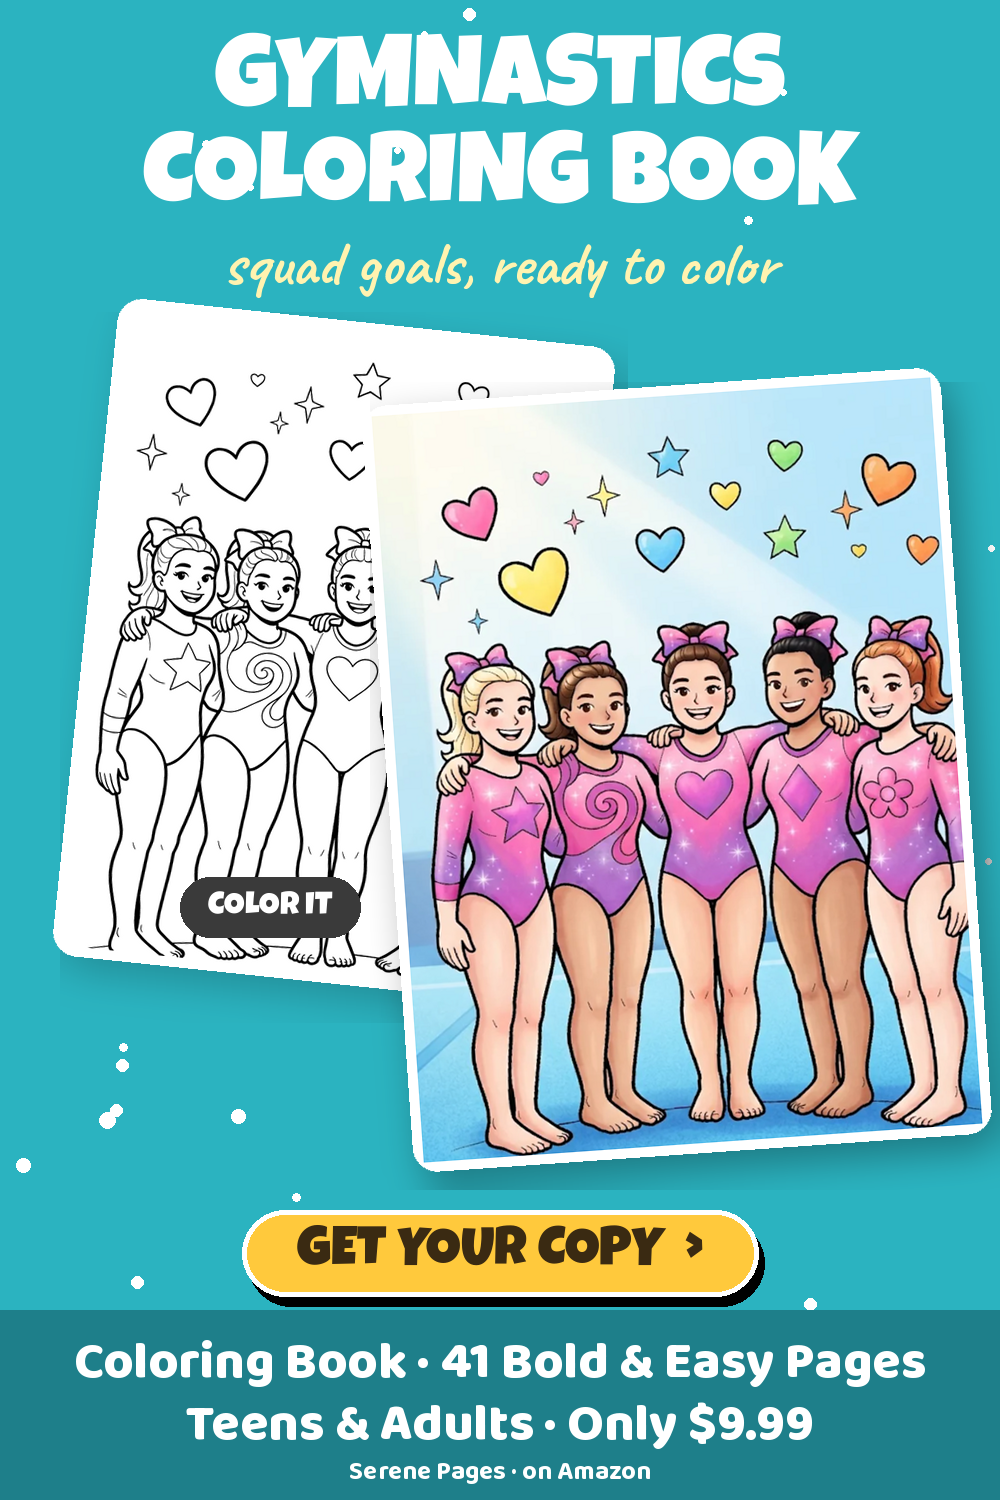 GYMNASTICS
COLORING BOOK
squad goals, ready to color
COLOR IT
GET YOUR COPY ›
Coloring Book · 41 Bold & Easy Pages
Teens & Adults · Only $9.99
Serene Pages · on Amazon